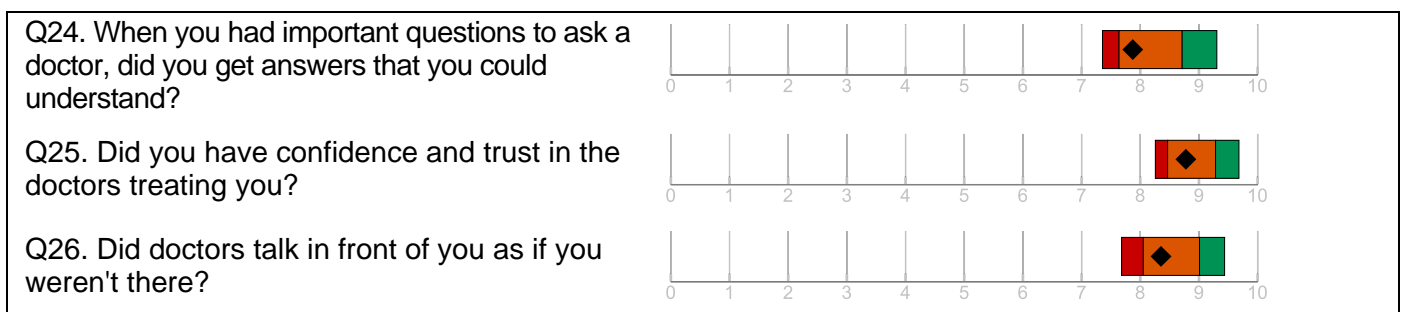 Q24. When you had important questions to ask a
doctor, did you get answers that you could
understand?
0 1 2 3 4 5 6 7 8 9 10
Q25. Did you have confidence and trust in the
doctors treating you?
0 1 2 3 4 5 6 7 8 9 10
Q26. Did doctors talk in front of you as if you
weren't there?
0 1 2 3 4 5 6 7 8 9 10